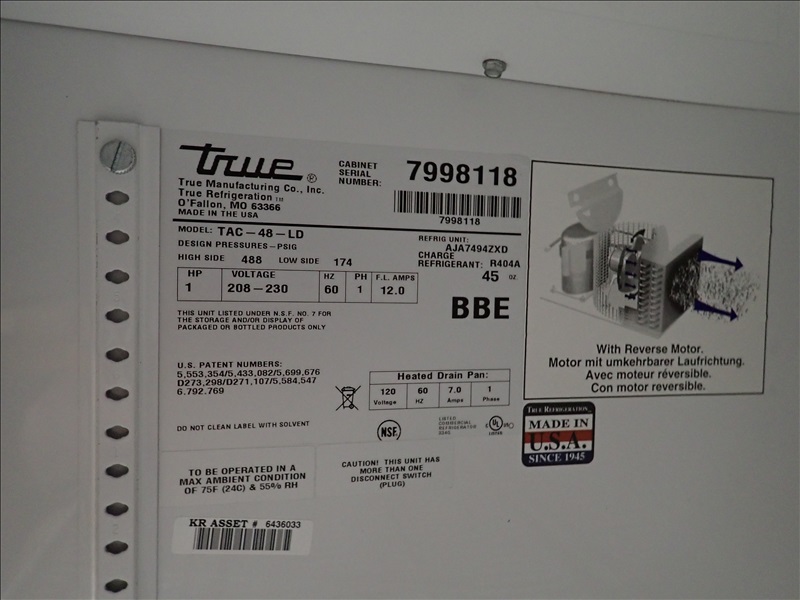 True®
True Manufacturing Co., Inc.
True Refrigeration™
O'Fallon, MO 63366
MADE IN THE USA
CABINET
SERIAL
NUMBER:
7998118
7998118
MODEL: TAC-48-LD
DESIGN PRESSURES-PSIG
HIGH SIDE 488 LOW SIDE 174
REFRIG UNIT:
AJA7494ZXD
CHARGE
REFRIGERANT: R404A
45 OZ
HP VOLTAGE HZ PH F.L. AMPS
1 208-230 60 1 12.0
BBE
THIS UNIT LISTED UNDER N.S.F. NO. 7 FOR
THE STORAGE AND/OR DISPLAY OF
PACKAGED OR BOTTLED PRODUCTS ONLY
U.S. PATENT NUMBERS:
5,553,354/5,433,082/5,699,676
D273,298/D271,107/5,584,547
6,792,769
Heated Drain Pan:
120 60 7.0 1
Voltage HZ Amps Phase
DO NOT CLEAN LABEL WITH SOLVENT
NSF
LISTED
COMMERCIAL
REFRIGERATOR
UL
LISTED
TO BE OPERATED IN A
MAX AMBIENT CONDITION
OF 75F (24C) & 55% RH
CAUTION! THIS UNIT HAS
MORE THAN ONE
DISCONNECT SWITCH
(PLUG)
KR ASSET # 6436033
With Reverse Motor.
Motor mit umkehrbarer Laufrichtung.
Avec moteur réversible.
Con motor reversible.
TRUE REFRIGERATION
MADE IN
U.S.A.
SINCE 1945